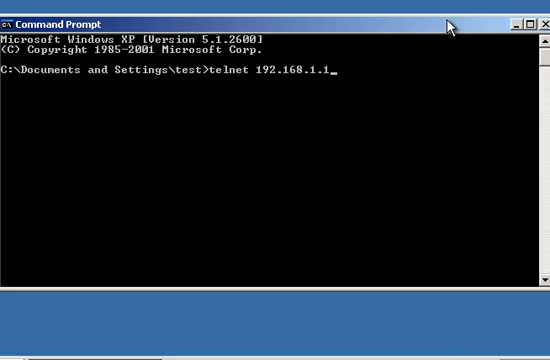 Command Prompt
Microsoft Windows XP [Version 5.1.2600]
(C) Copyright 1985-2001 Microsoft Corp.
C:\Documents and Settings\test>telnet 192.168.1.1_